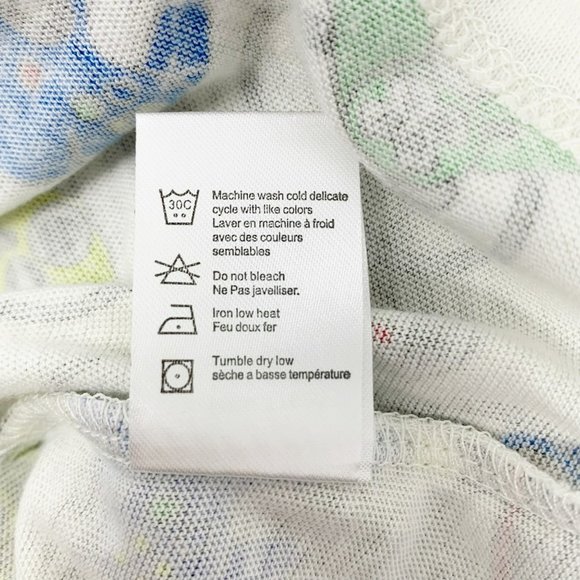 30C
Machine wash cold delicate
cycle with like colors
Laver en machine à froid
avec des couleurs
semblables
Do not bleach
Ne Pas javelliser.
Iron low heat
Feu doux fer
Tumble dry low
sèche a basse température